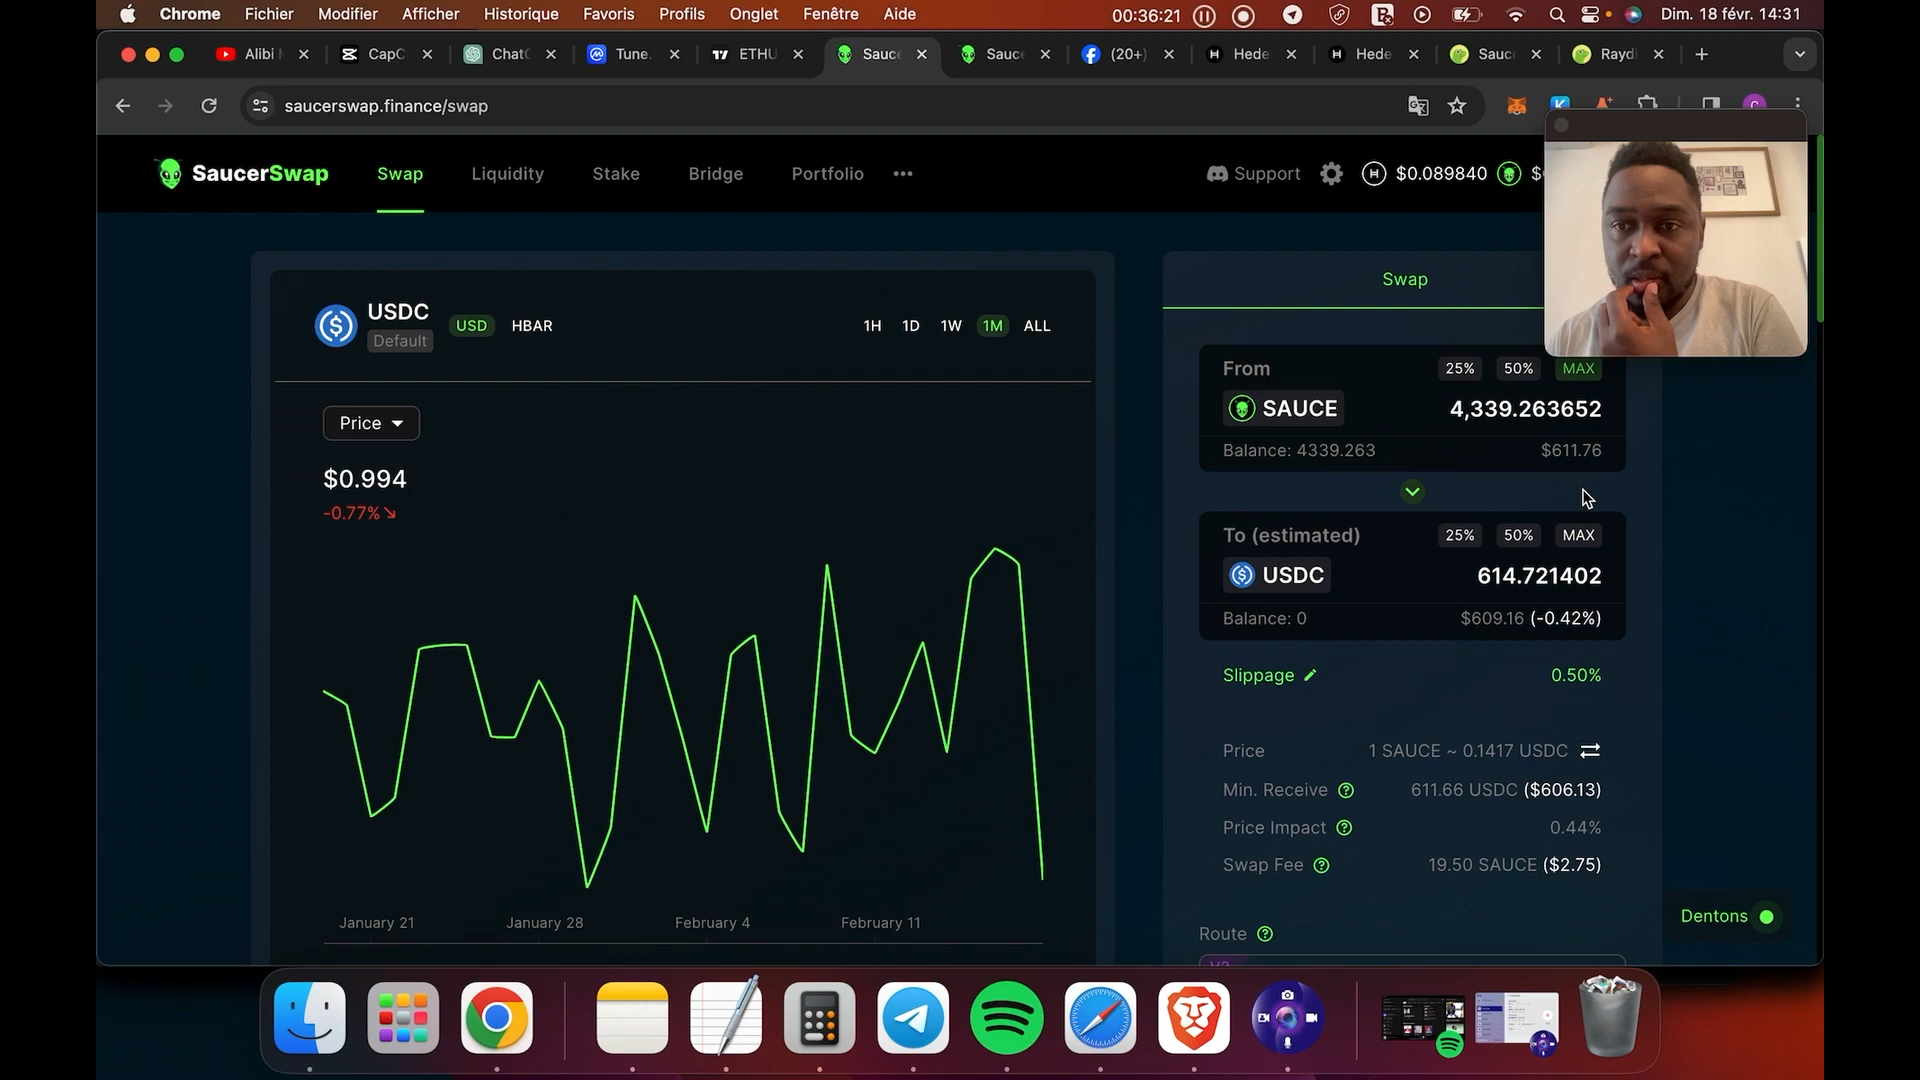 Chrome Fichier Modifier Afficher Historique Favoris Profils Onglet Fenêtre Aide 00:36:21 Dim. 18 févr. 14:31
Alibi CapC ChatG Tune. ETHU Sauce Sauce (20+) Hede Hede Sauc Raydi
saucerswap.finance/swap
SaucerSwap Swap Liquidity Stake Bridge Portfolio ••• Support $0.089840
USDC
Default
USD HBAR 1H 1D 1W 1M ALL
Price
$0.994
-0.77%
January 21 January 28 February 4 February 11
Swap
From 25% 50% MAX
SAUCE 4,339.263652
Balance: 4339.263 $611.76
To (estimated) 25% 50% MAX
USDC 614.721402
Balance: 0 $609.16 (-0.42%)
Slippage 0.50%
Price 1 SAUCE ~ 0.1417 USDC
Min. Receive 611.66 USDC ($606.13)
Price Impact 0.44%
Swap Fee 19.50 SAUCE ($2.75)
Dentons
Route